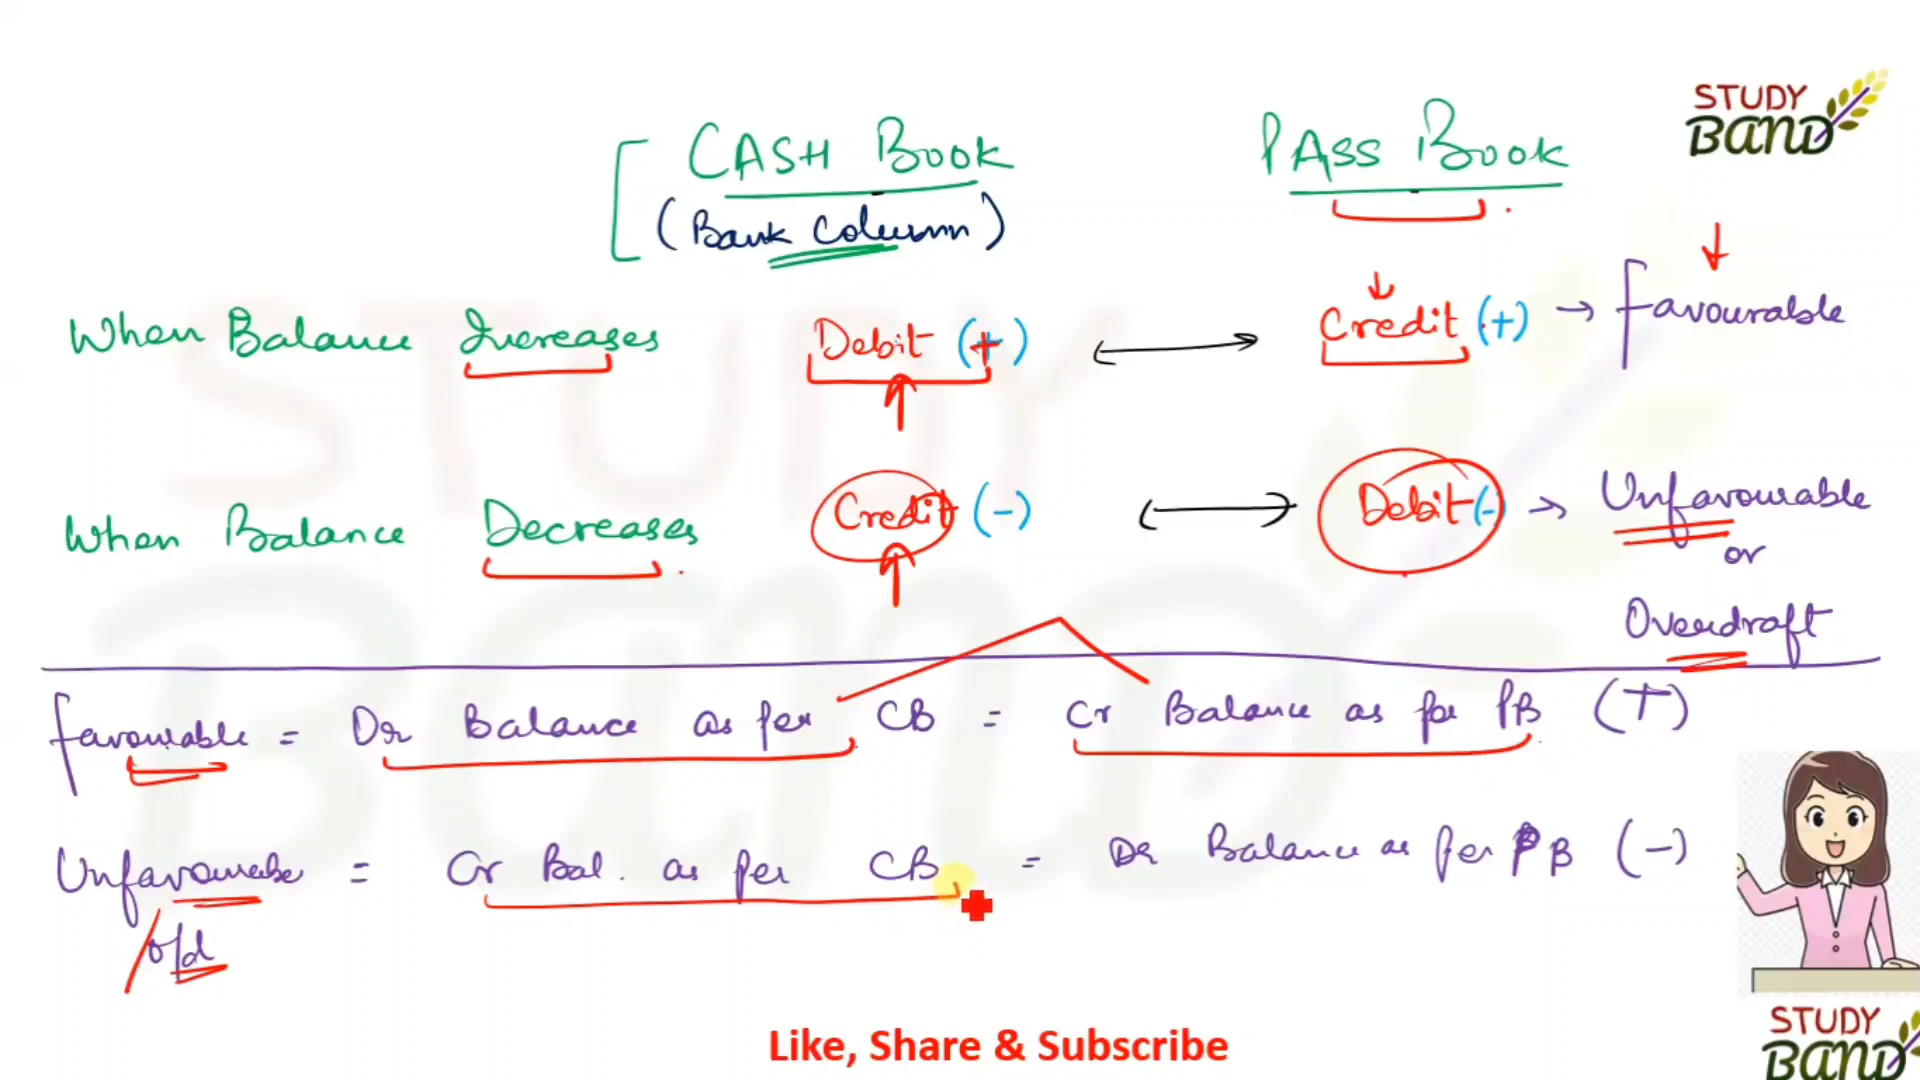 STUDY
BAND
CASH BOOK PASS BOOK
(Bank Column)
When Balance Increases Debit (+) Credit (+) → Favourable
When Balance Decreases Credit (-) Debit (-) → Unfavourable
or
Overdraft
Favourable = Dr Balance as per CB = Cr Balance as per PB (+)
Unfavourable = Cr Bal. as per CB = Dr Balance as per PB (-)
/o/d
Like, Share & Subscribe
STUDY
BAND